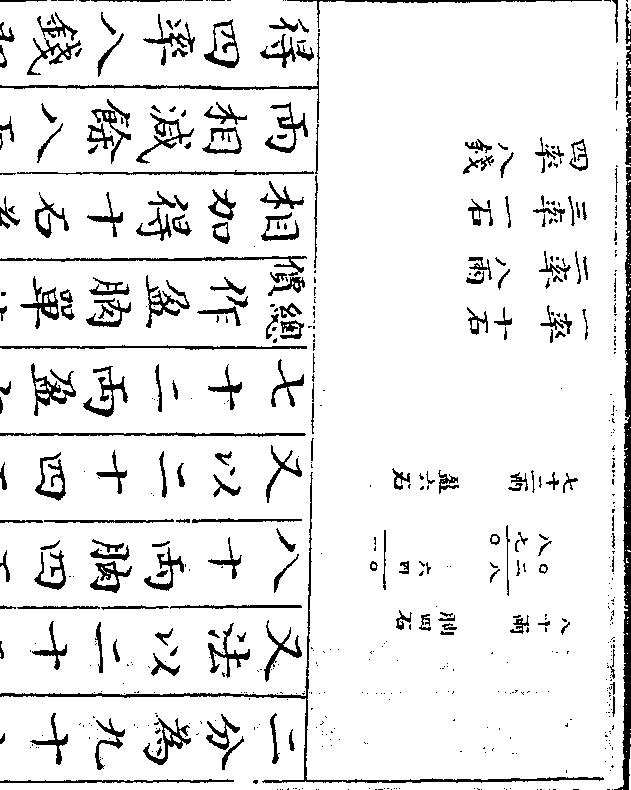 八十兩 朒四石
八〇
七二
〇八
六
四
一〇
七十二兩 盈六石
一率 十石
二率 八兩
三率 一石
四率 八錢
二分為九十
又法以二十
八十兩朒四
又以二十四
七十二兩盈
總價作盈朒單
相加得十石
兩相減餘八
得四率八錢